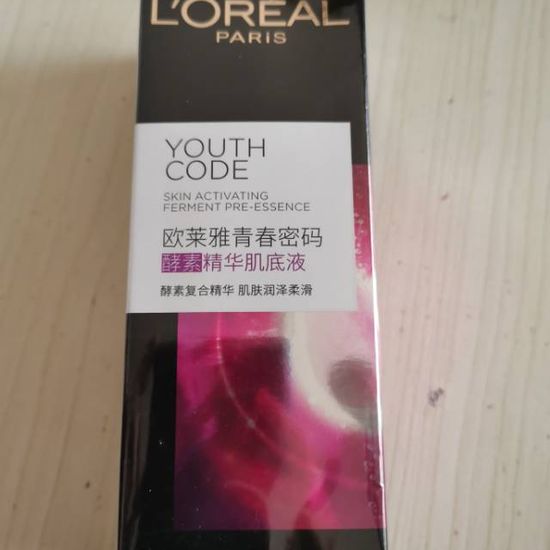 L'ORÉAL
PARIS
YOUTH
CODE
SKIN ACTIVATING
FERMENT PRE-ESSENCE
欧莱雅青春密码
酵素精华肌底液
酵素复合精华 肌肤润泽柔滑